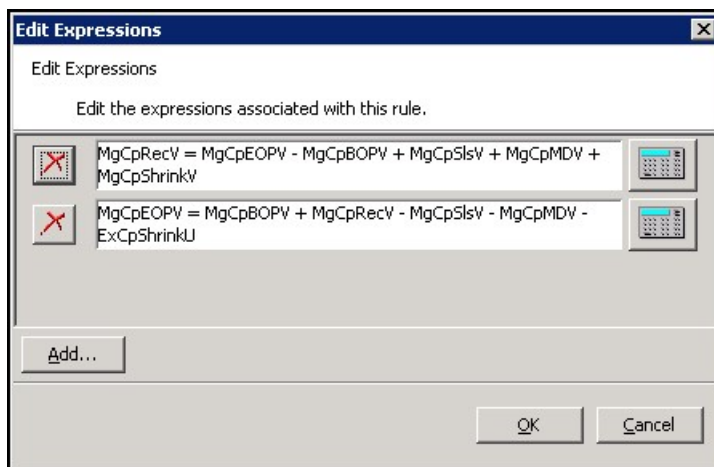 Edit Expressions
Edit Expressions
Edit the expressions associated with this rule.
MgCpRecV = MgCpEOPV - MgCpBOPV + MgCpSlsV + MgCpMDV +
MgCpShrinkV
MgCpEOPV = MgCpBOPV + MgCpRecV - MgCpSlsV - MgCpMDV -
ExCpShrinkU
Add...
OK
Cancel